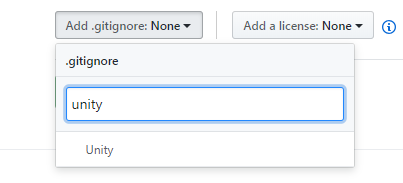 Add .gitignore: None
Add a license: None
.gitignore
unity
Unity